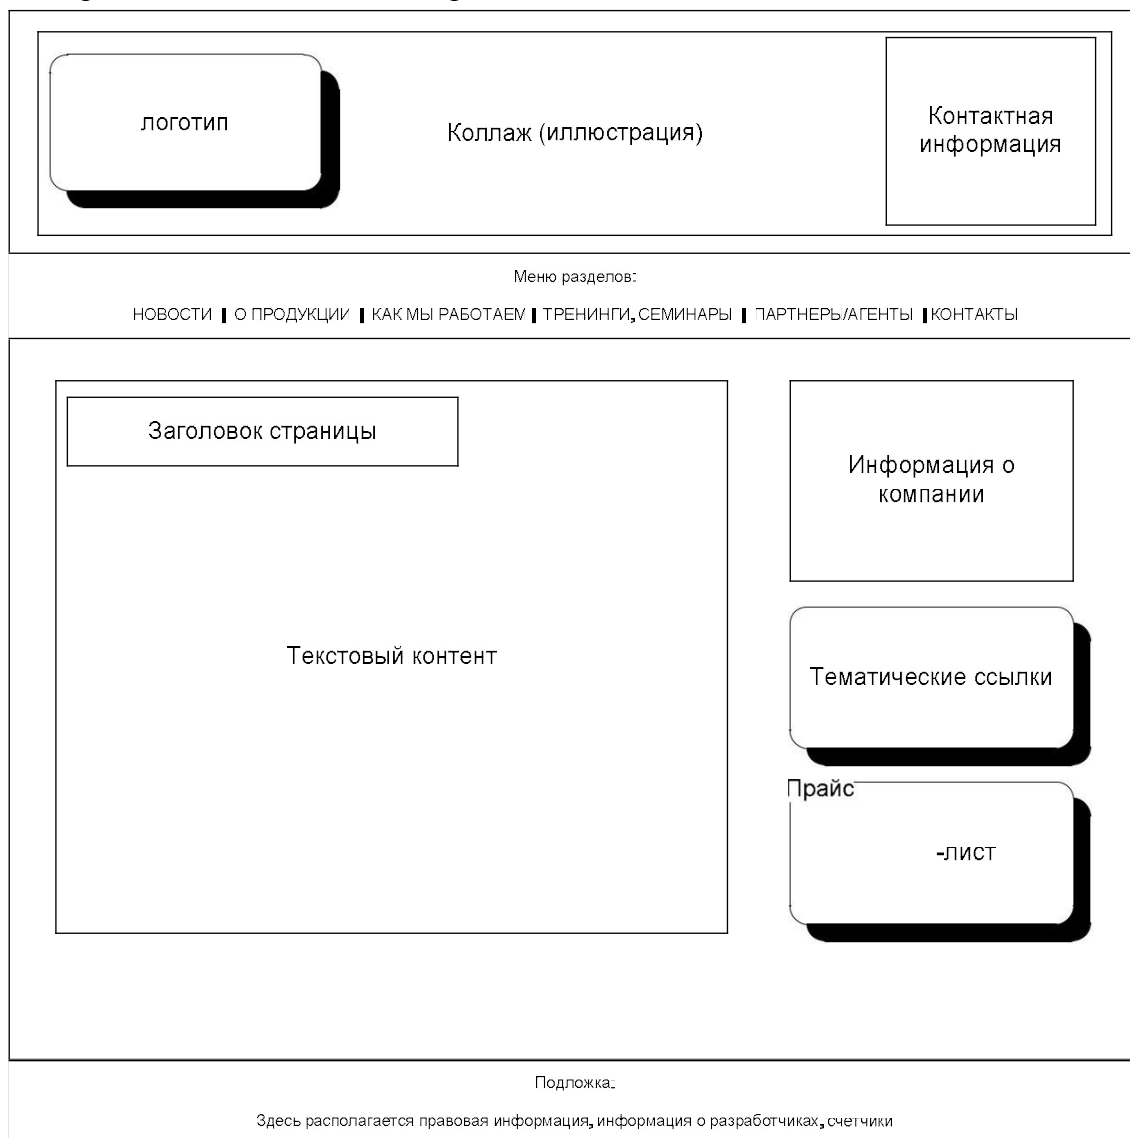 логотип
Коллаж (иллюстрация)
Контактная
информация
Меню разделов:
НОВОСТИ | О ПРОДУКЦИИ | КАК МЫ РАБОТАЕМ | ТРЕНИНГИ, СЕМИНАРЫ | ПАРТНЕРЫ/АГЕНТЫ | КОНТАКТЫ
Заголовок страницы
Текстовый контент
Информация о
компании
Тематические ссылки
Прайс
-лист
Подложка:
Здесь располагается правовая информация, информация о разработчиках, счетчики